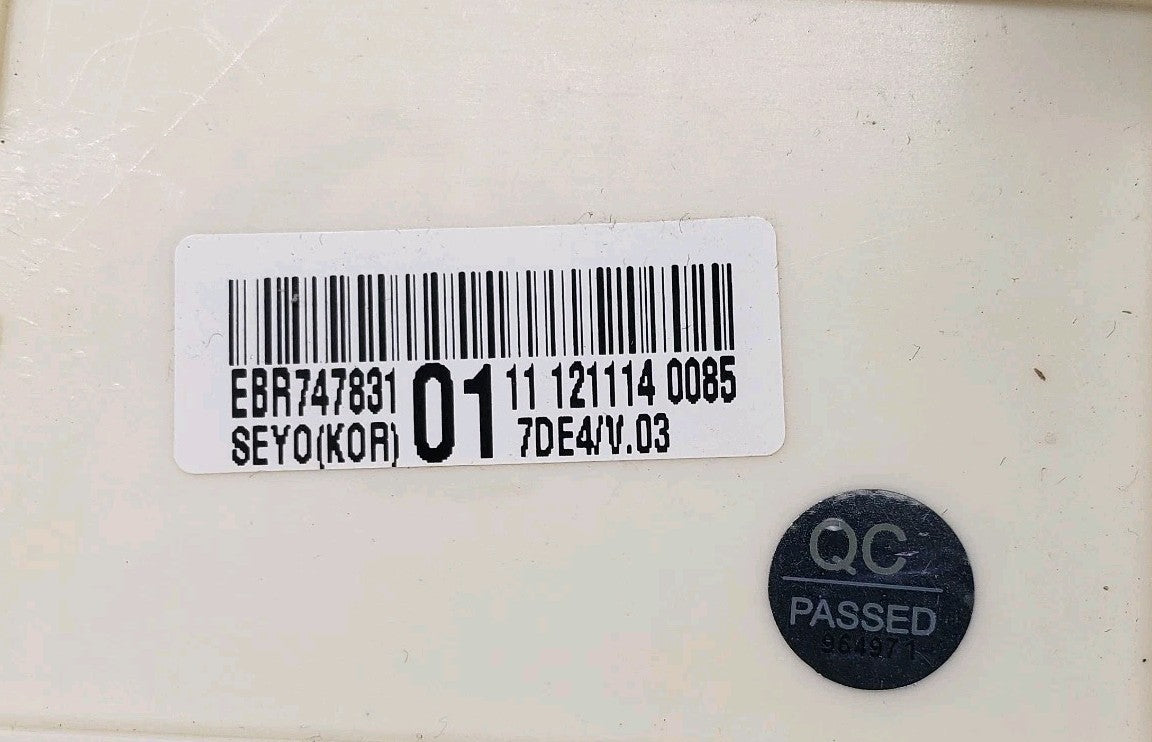 EBR747831 01 11 121114 0085
SEYO(KOR) 7DE4/V.03
QC
PASSED
964971